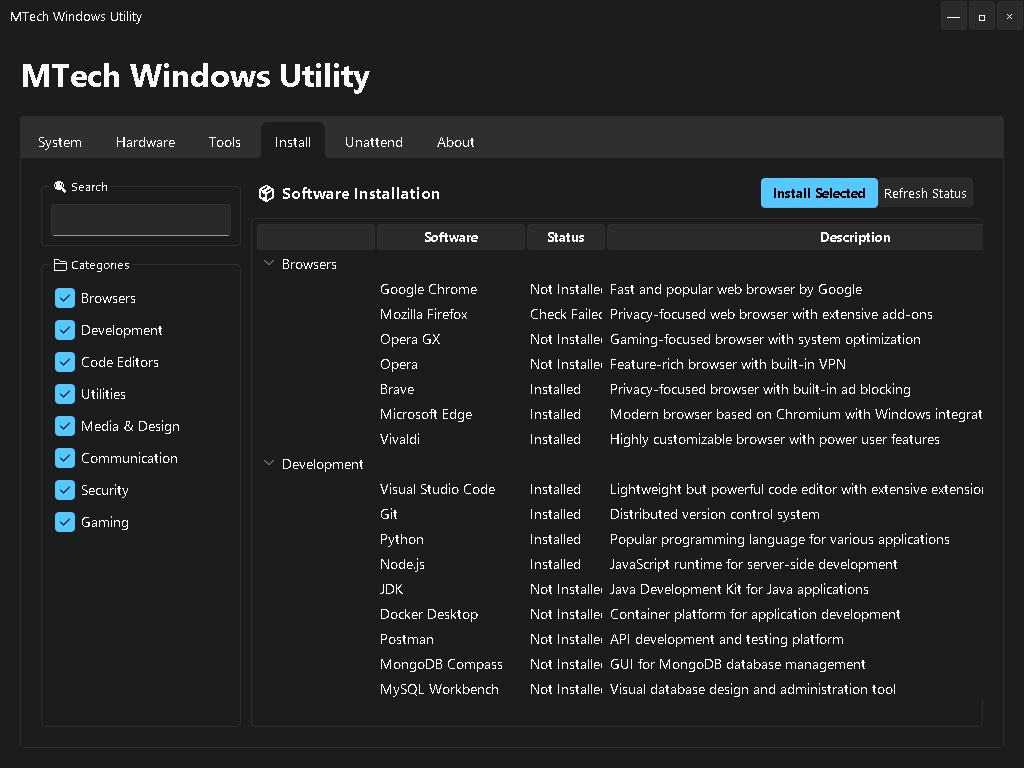 MTech Windows Utility
MTech Windows Utility
System Hardware Tools Install Unattend About
Search
Categories
Browsers
Development
Code Editors
Utilities
Media & Design
Communication
Security
Gaming
Software Installation
Install Selected Refresh Status
Software Status Description
Browsers
Google Chrome Not Installe Fast and popular web browser by Google
Mozilla Firefox Check Failed Privacy-focused web browser with extensive add-ons
Opera GX Not Installe Gaming-focused browser with system optimization
Opera Not Installe Feature-rich browser with built-in VPN
Brave Installed Privacy-focused browser with built-in ad blocking
Microsoft Edge Installed Modern browser based on Chromium with Windows integrat
Vivaldi Installed Highly customizable browser with power user features
Development
Visual Studio Code Installed Lightweight but powerful code editor with extensive extensio
Git Installed Distributed version control system
Python Installed Popular programming language for various applications
Node.js Installed JavaScript runtime for server-side development
JDK Not Installe Java Development Kit for Java applications
Docker Desktop Not Installe Container platform for application development
Postman Not Installe API development and testing platform
MongoDB Compass Not Installe GUI for MongoDB database management
MySQL Workbench Not Installe Visual database design and administration tool